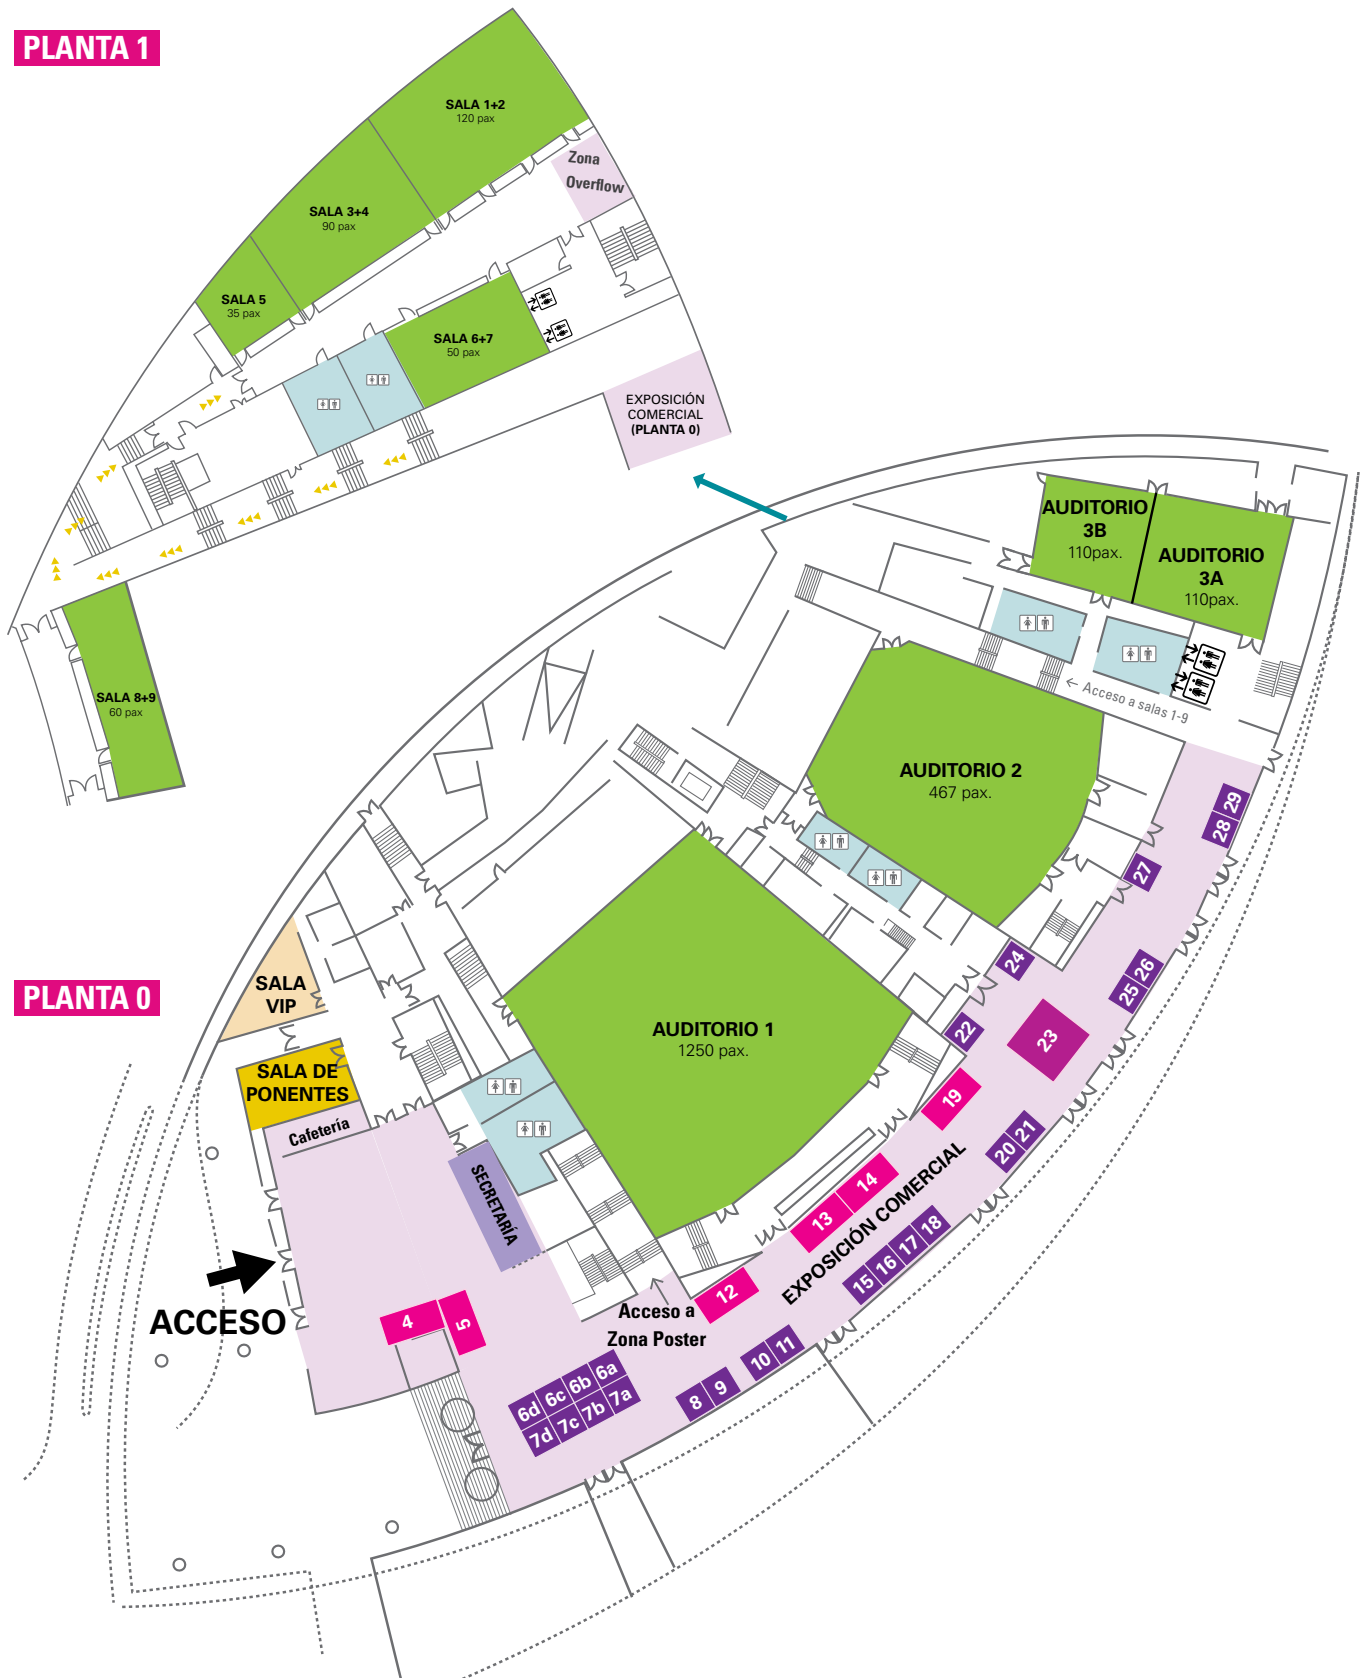 PLANTA 1
SALA 1+2
120 pax
Zona
Overflow
SALA 3+4
90 pax
SALA 5
35 pax
SALA 6+7
50 pax
EXPOSICIÓN
COMERCIAL
(PLANTA 0)
SALA 8+9
60 pax
AUDITORIO
3B
110pax.
AUDITORIO
3A
110pax.
← Acceso a salas 1-9
AUDITORIO 2
467 pax.
29
28
27
26
25
24
23
22
SALA
VIP
PLANTA 0
AUDITORIO 1
1250 pax.
SALA DE
PONENTES
Cafetería
SECRETARÍA
19
21
20
14
13
EXPOSICIÓN COMERCIAL
18
17
16
15
12
ACCESO
Acceso a
Zona Poster
4
5
11
10
9
8
6d
6c
6b
6a
7d
7c
7b
7a